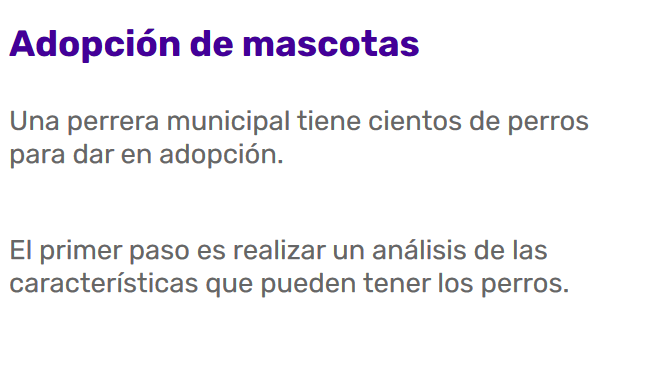 Adopción de mascotas
Una perrera municipal tiene cientos de perros
para dar en adopción.
El primer paso es realizar un análisis de las
características que pueden tener los perros.